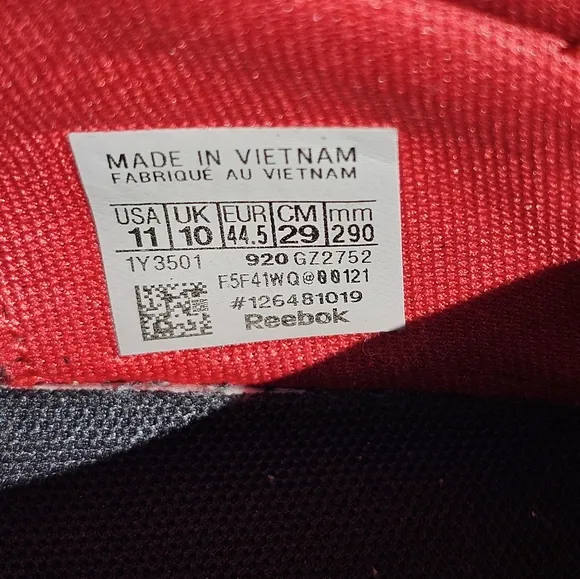 MADE IN VIETNAM
FABRIQUÉ AU VIETNAM
USA UK EUR CM mm
11 10 44.5 29 290
1Y3501 920 GZ2752
F5F41WQ@00121
#126481019
Reebok